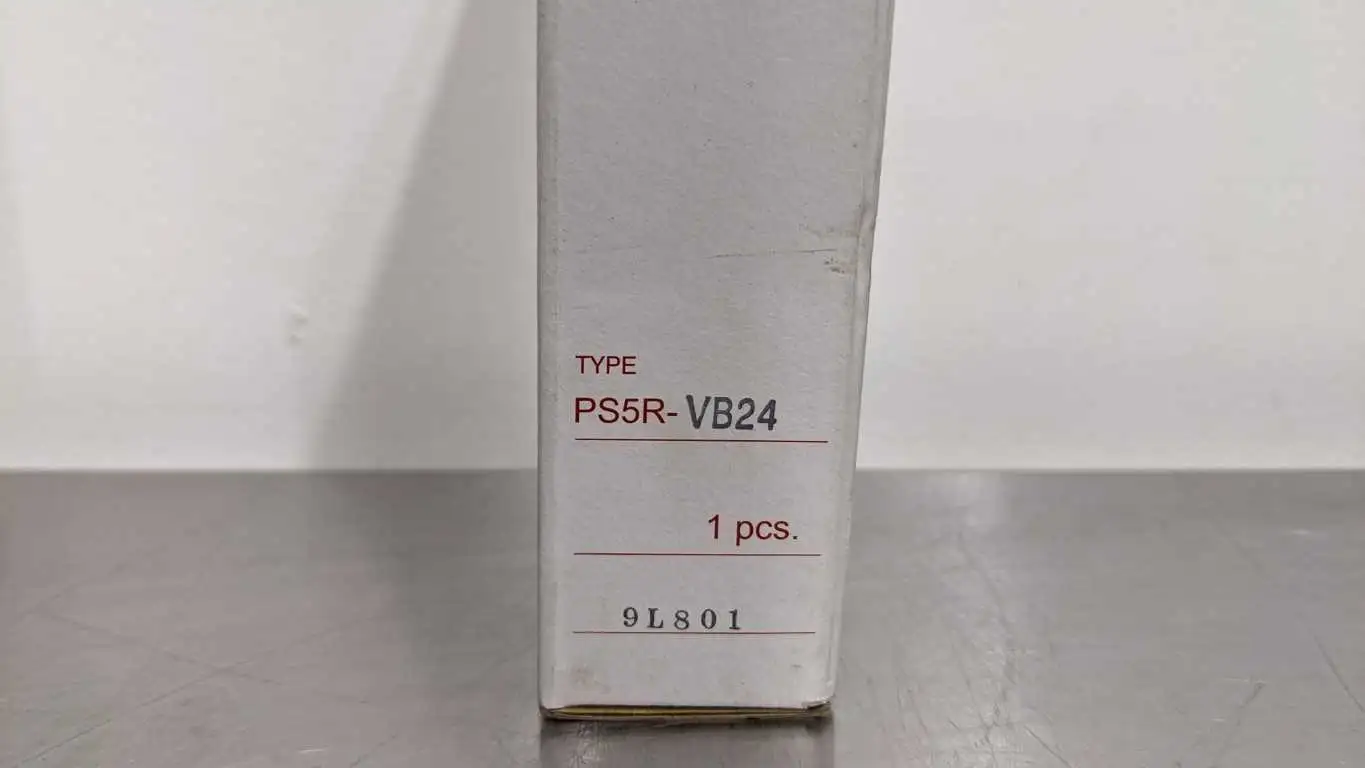 TYPE
PS5R-VB24
1 pcs.
9L801